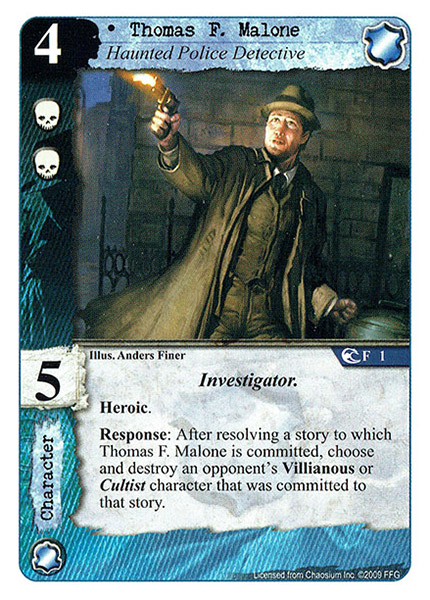 4
• Thomas F. Malone
Haunted Police Detective
Illus. Anders Finer
F 1
5
Investigator.
Heroic.
Response: After resolving a story to which
Thomas F. Malone is committed, choose
and destroy an opponent's Villianous or
Cultist character that was committed to
that story.
Character
Licensed from Chaosium Inc. ©2009 FFG